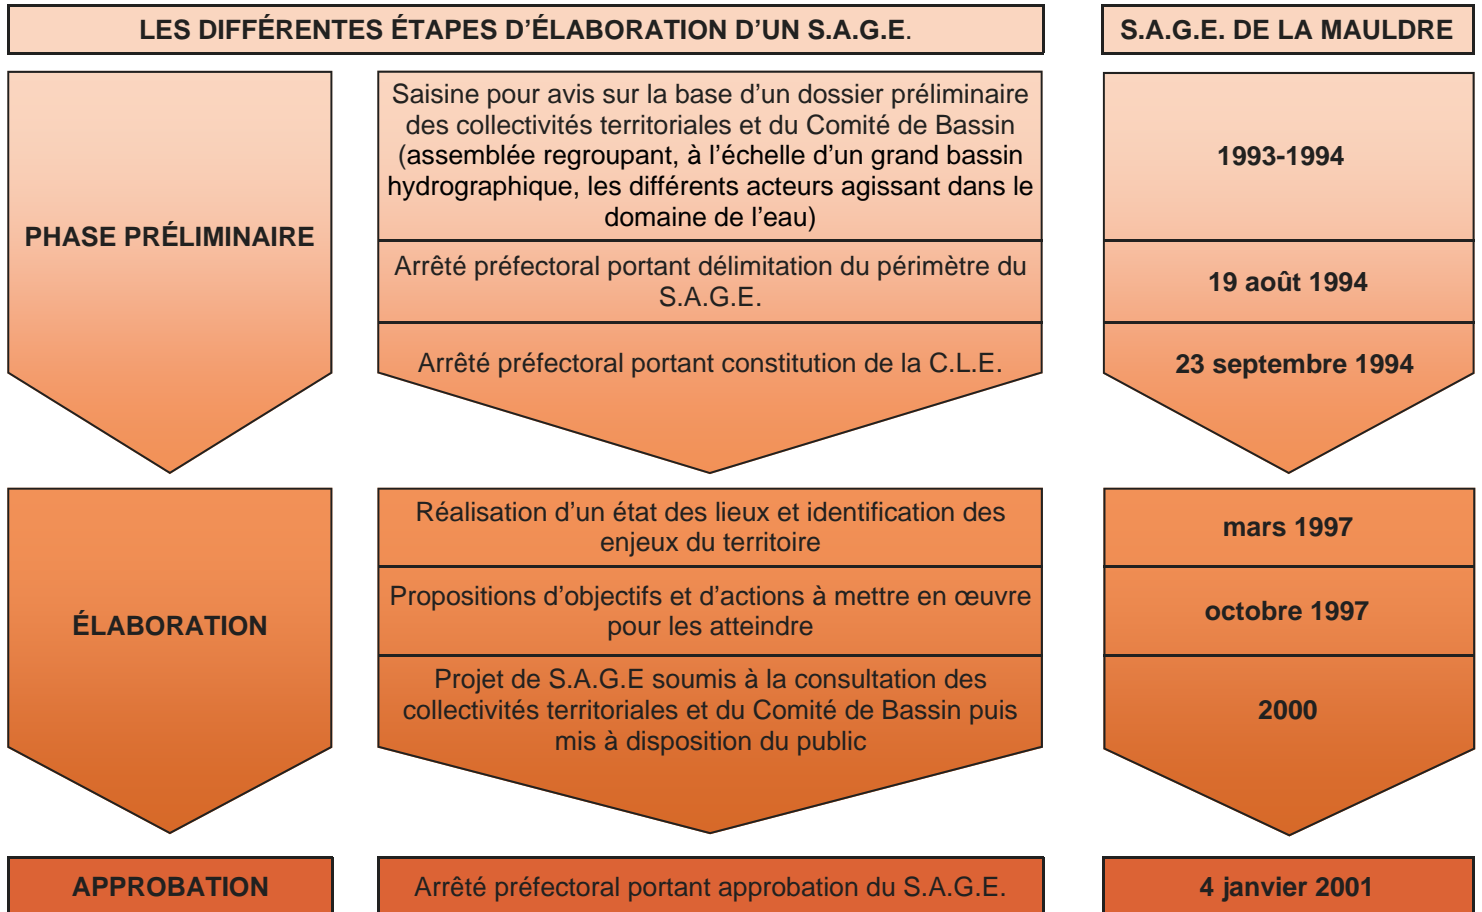 LES DIFFÉRENTES ÉTAPES D’ÉLABORATION D’UN S.A.G.E.
S.A.G.E. DE LA MAULDRE
PHASE PRÉLIMINAIRE
Saisine pour avis sur la base d’un dossier préliminaire
des collectivités territoriales et du Comité de Bassin
(assemblée regroupant, à l’échelle d’un grand bassin
hydrographique, les différents acteurs agissant dans le
domaine de l’eau)
1993-1994
Arrêté préfectoral portant délimitation du périmètre du
S.A.G.E.
19 août 1994
Arrêté préfectoral portant constitution de la C.L.E.
23 septembre 1994
ÉLABORATION
Réalisation d’un état des lieux et identification des
enjeux du territoire
mars 1997
Propositions d’objectifs et d’actions à mettre en œuvre
pour les atteindre
octobre 1997
Projet de S.A.G.E soumis à la consultation des
collectivités territoriales et du Comité de Bassin puis
mis à disposition du public
2000
APPROBATION
Arrêté préfectoral portant approbation du S.A.G.E.
4 janvier 2001